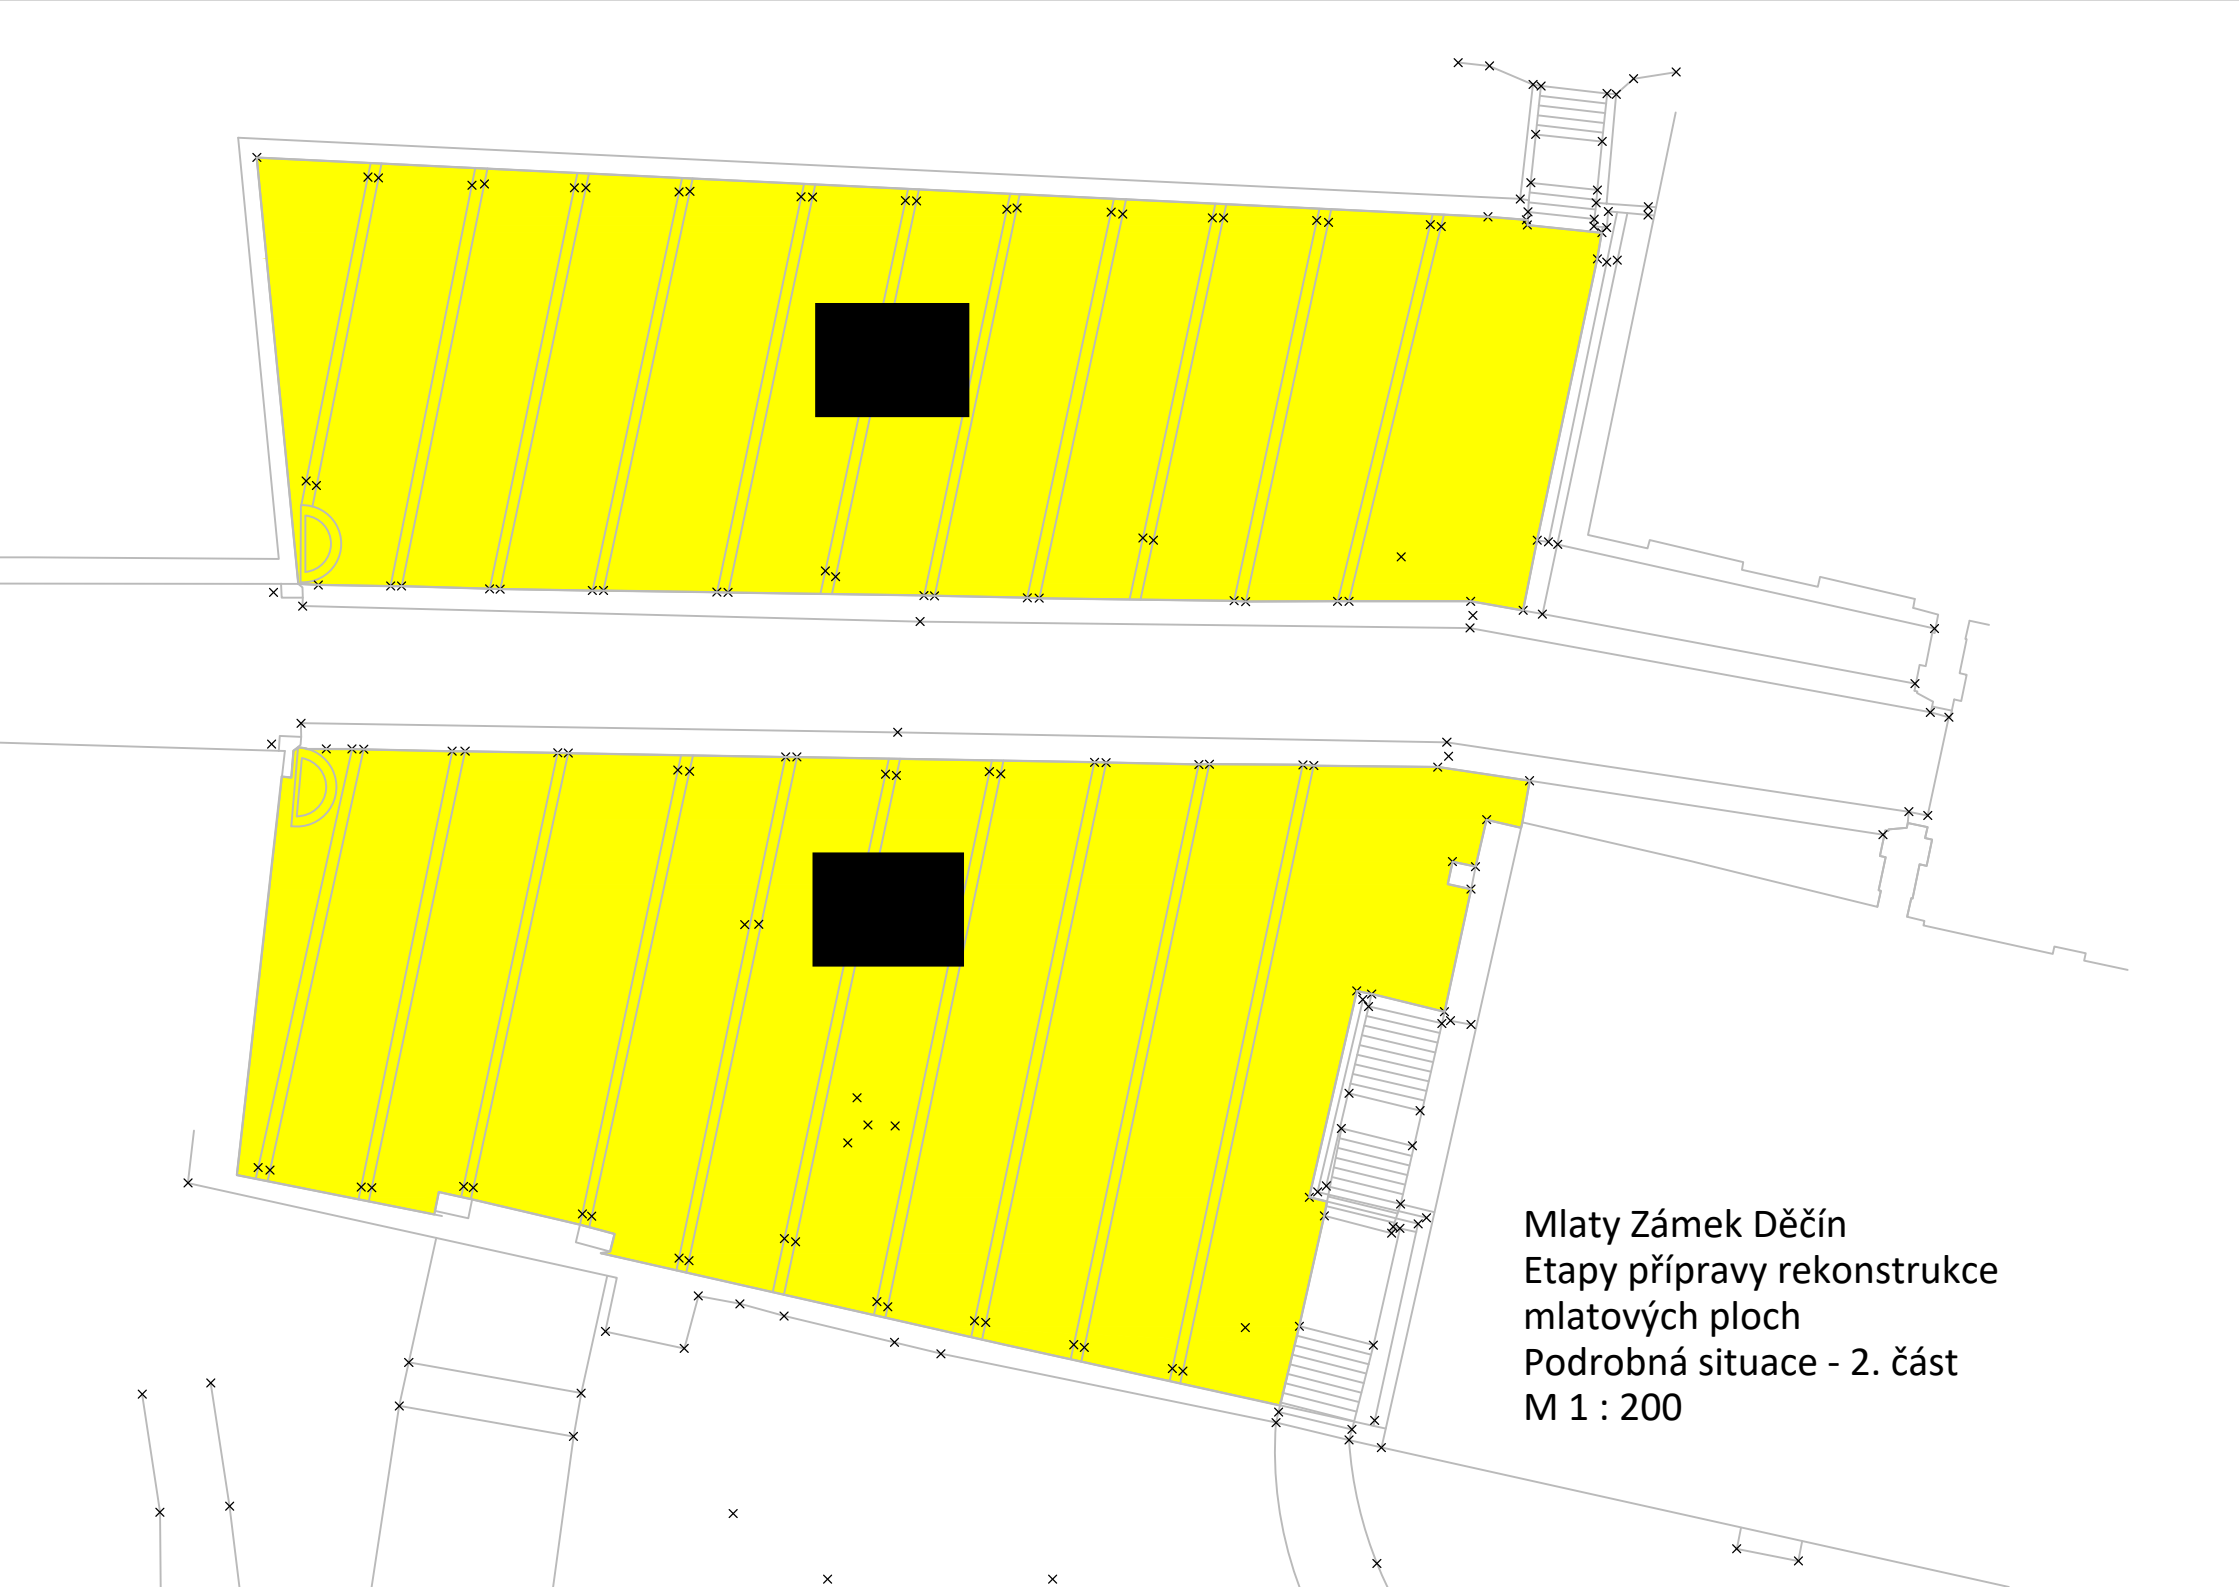 Mlaty Zámek Děčín
Etapy přípravy rekonstrukce
mlatových ploch
Podrobná situace - 2. část
M 1 : 200